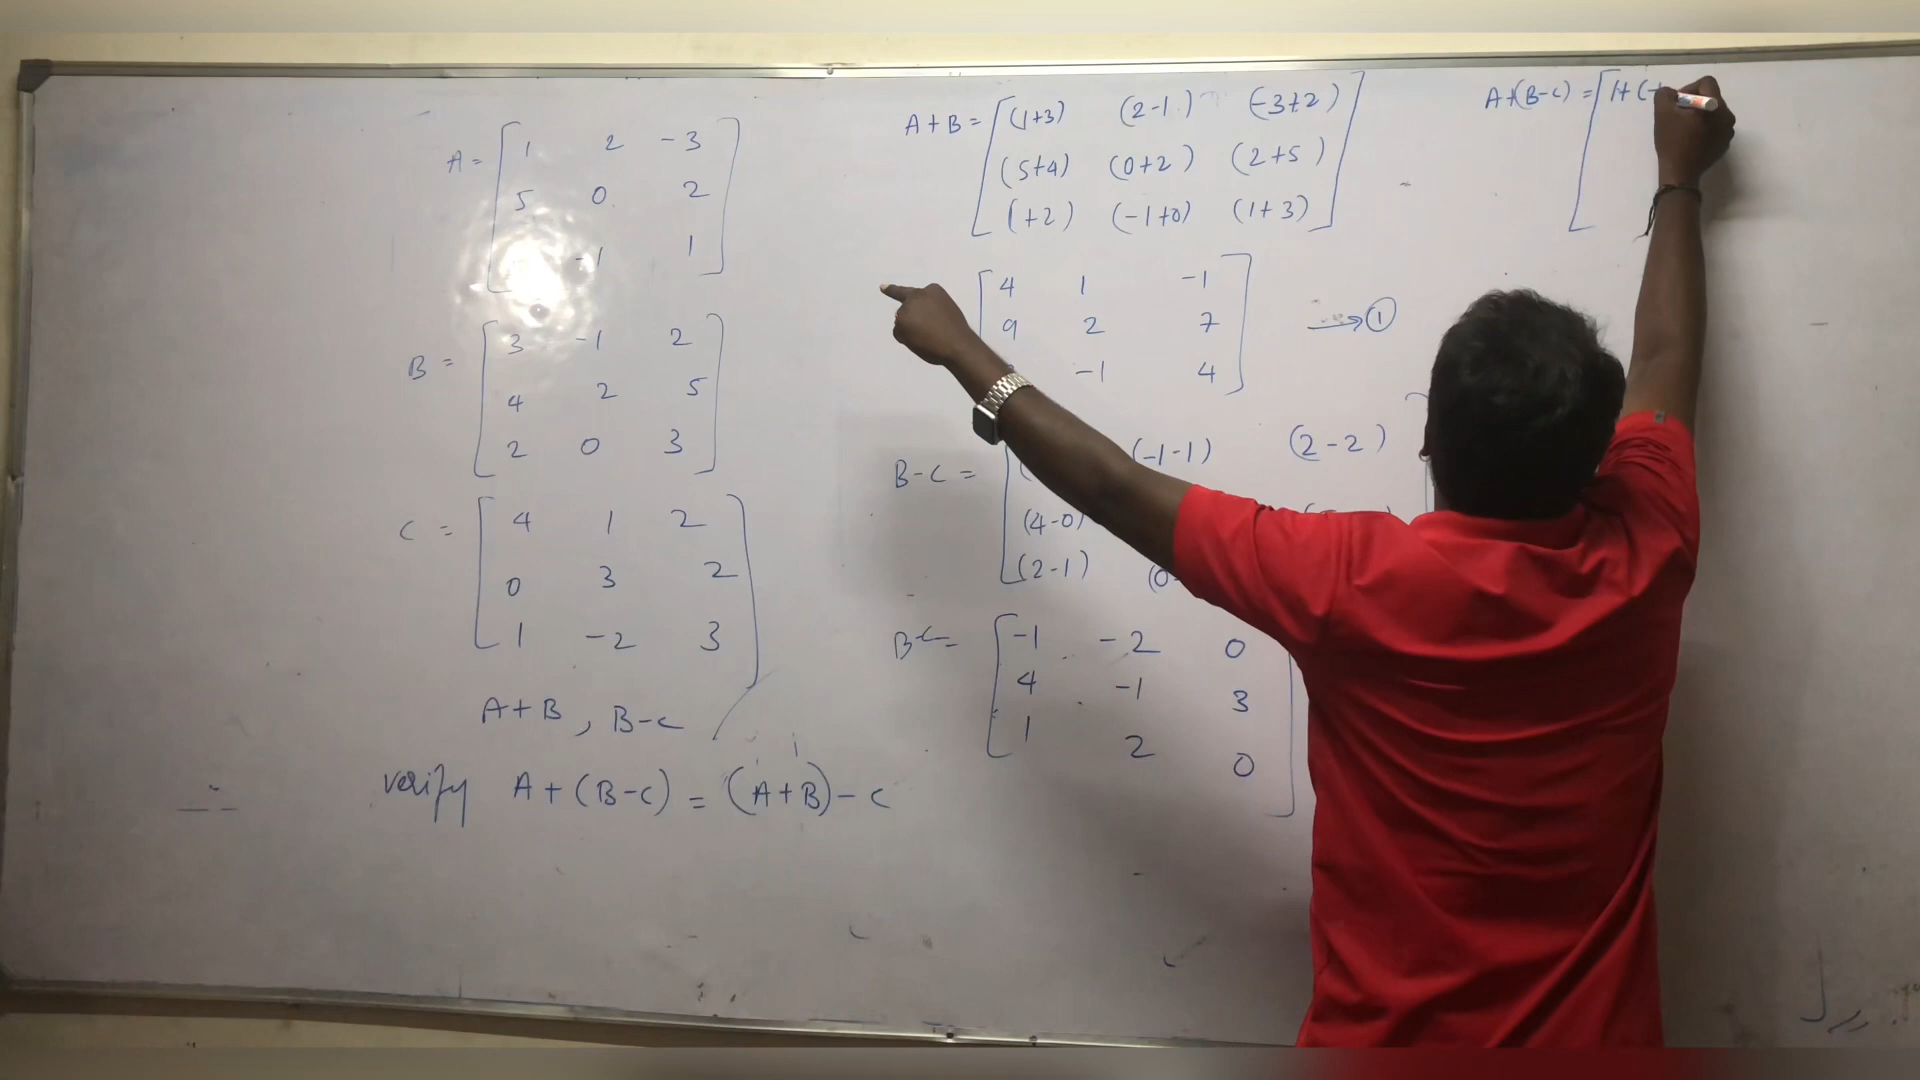 A = [ 1 2 -3
5 0 2
-1 1 ]
B = [ 3 -1 2
4 2 5
2 0 3 ]
C = [ 4 1 2
0 3 2
1 -2 3 ]
A+B , B-C
verify A+(B-C) = (A+B)-C
A+B = [ (1+3) (2-1) (-3+2)
(5+4) (0+2) (2+5)
(1+2) (-1+0) (1+3) ]
[ 4 1 -1
9 2 7
-1 4 ] → ①
B-C = [ (-1-1) (2-2)
(4-0)
(2-1) (0- ]
B-C = [ -1 -2 0
4 -1 3
1 2 0 ]
A+(B-C) = [ 1+(-